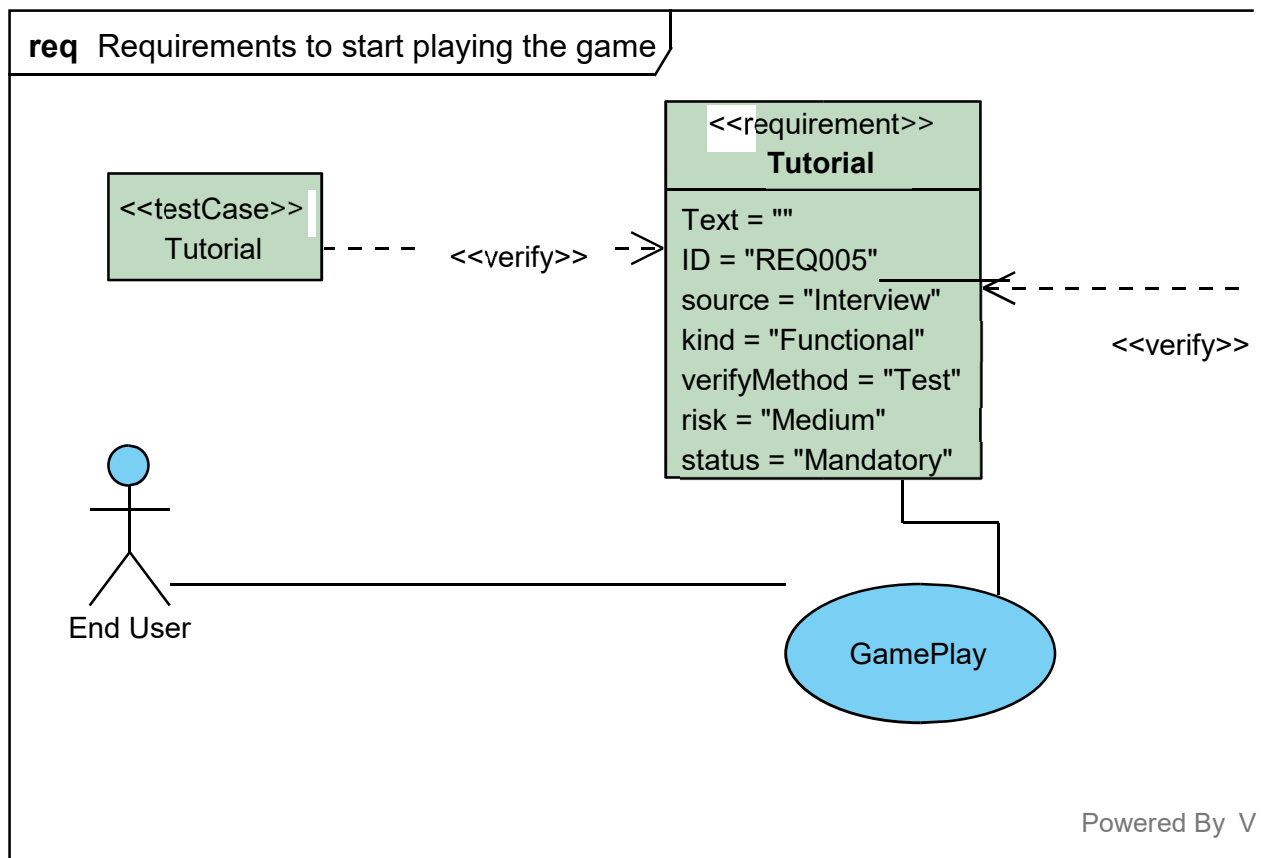 req Requirements to start playing the game
<<requirement>>
Tutorial
<<testCase>>
Tutorial
<<verify>>
Text = ""
ID = "REQ005"
source = "Interview"
kind = "Functional"
verifyMethod = "Test"
risk = "Medium"
status = "Mandatory"
<<verify>>
End User
GamePlay
Powered By V